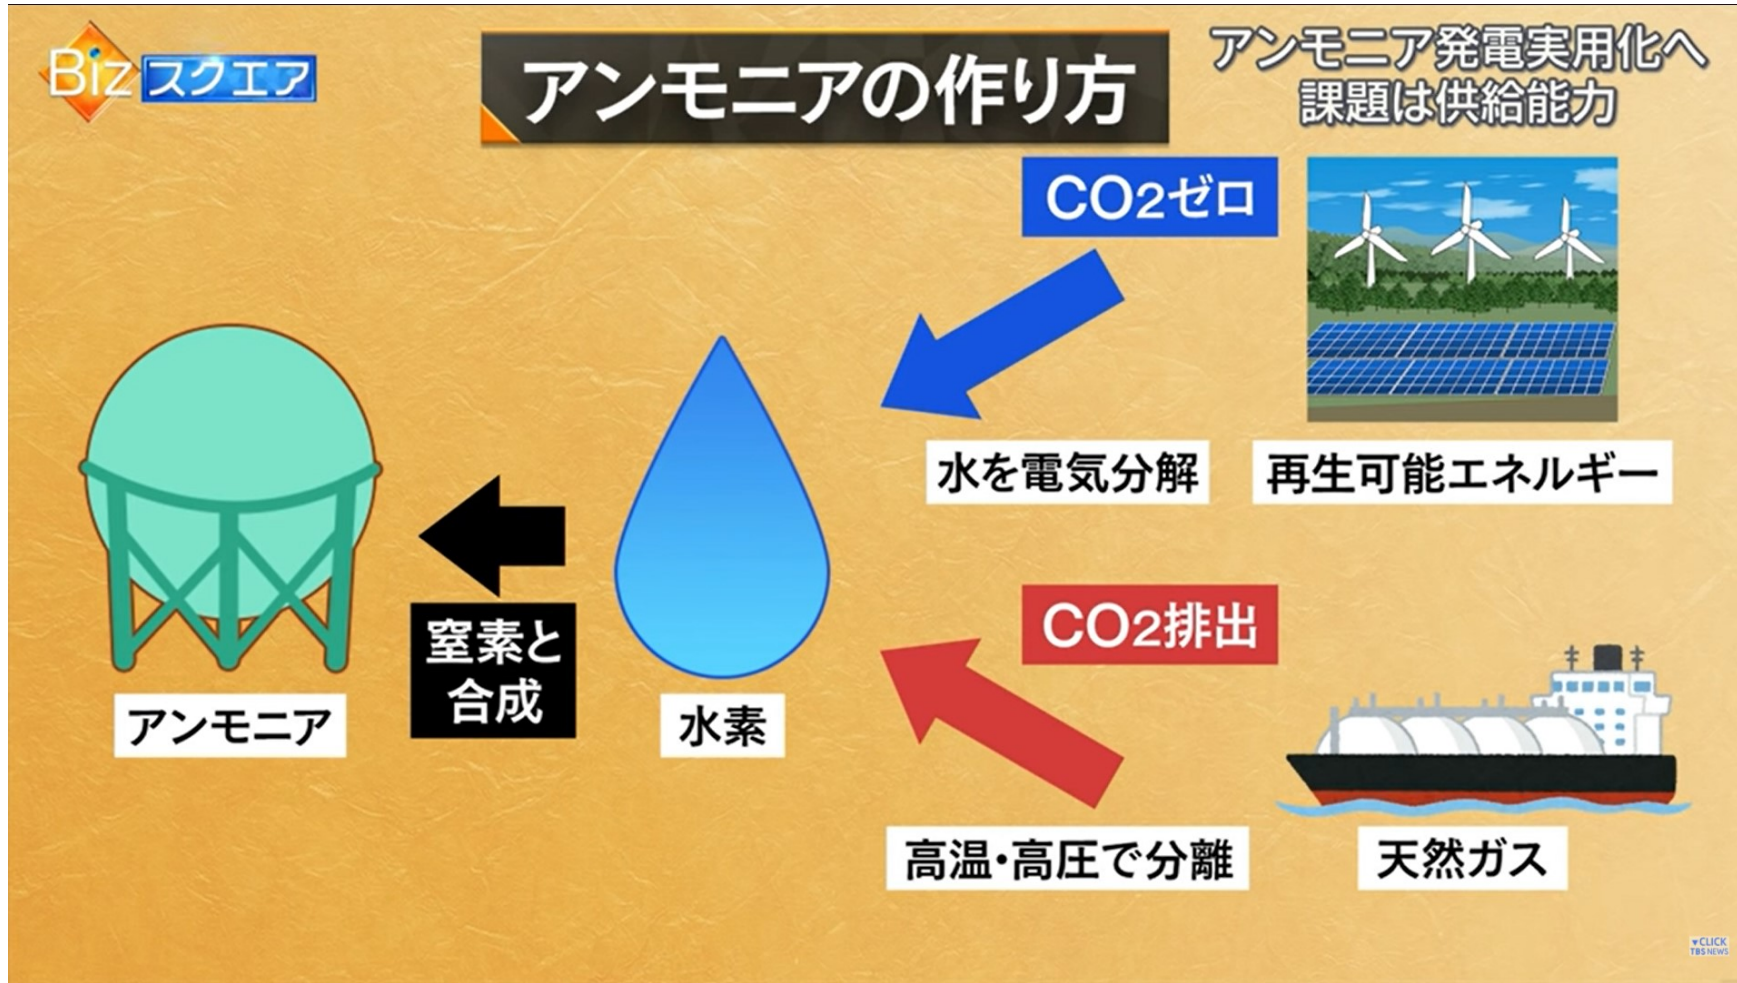 Bizスクエア
アンモニアの作り方
アンモニア発電実用化へ
課題は供給能力
CO2ゼロ
水を電気分解
再生可能エネルギー
CO2排出
窒素と
合成
アンモニア
水素
高温・高圧で分離
天然ガス
▼CLICK
TBS NEWS